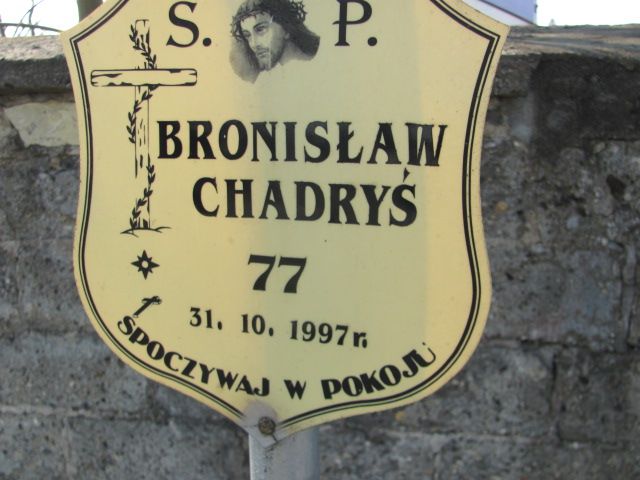 S. P.
BRONISŁAW
CHADRYŚ
77
31. 10. 1997r.
SPOCZYWAJ W POKOJU